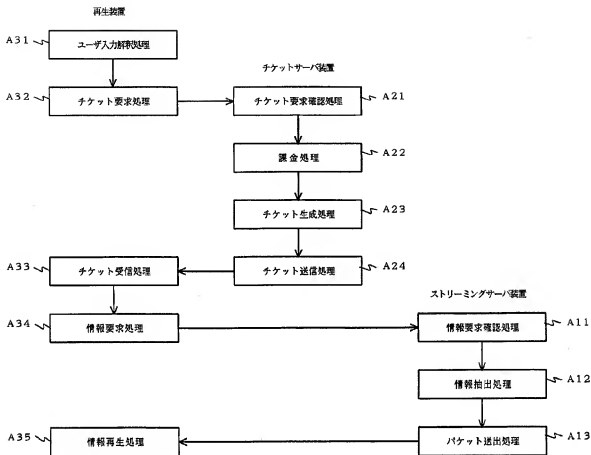 再生装置
A31 ユーザ入力解釈処理
チケットサーバ装置
A32 チケット要求処理 チケット要求確認処理 A21
課金処理 A22
チケット生成処理 A23
A33 チケット受信処理 チケット送信処理 A24
ストリーミングサーバ装置
A34 情報要求処理 情報要求確認処理 A11
情報抽出処理 A12
A35 情報再生処理 パケット送出処理 A13